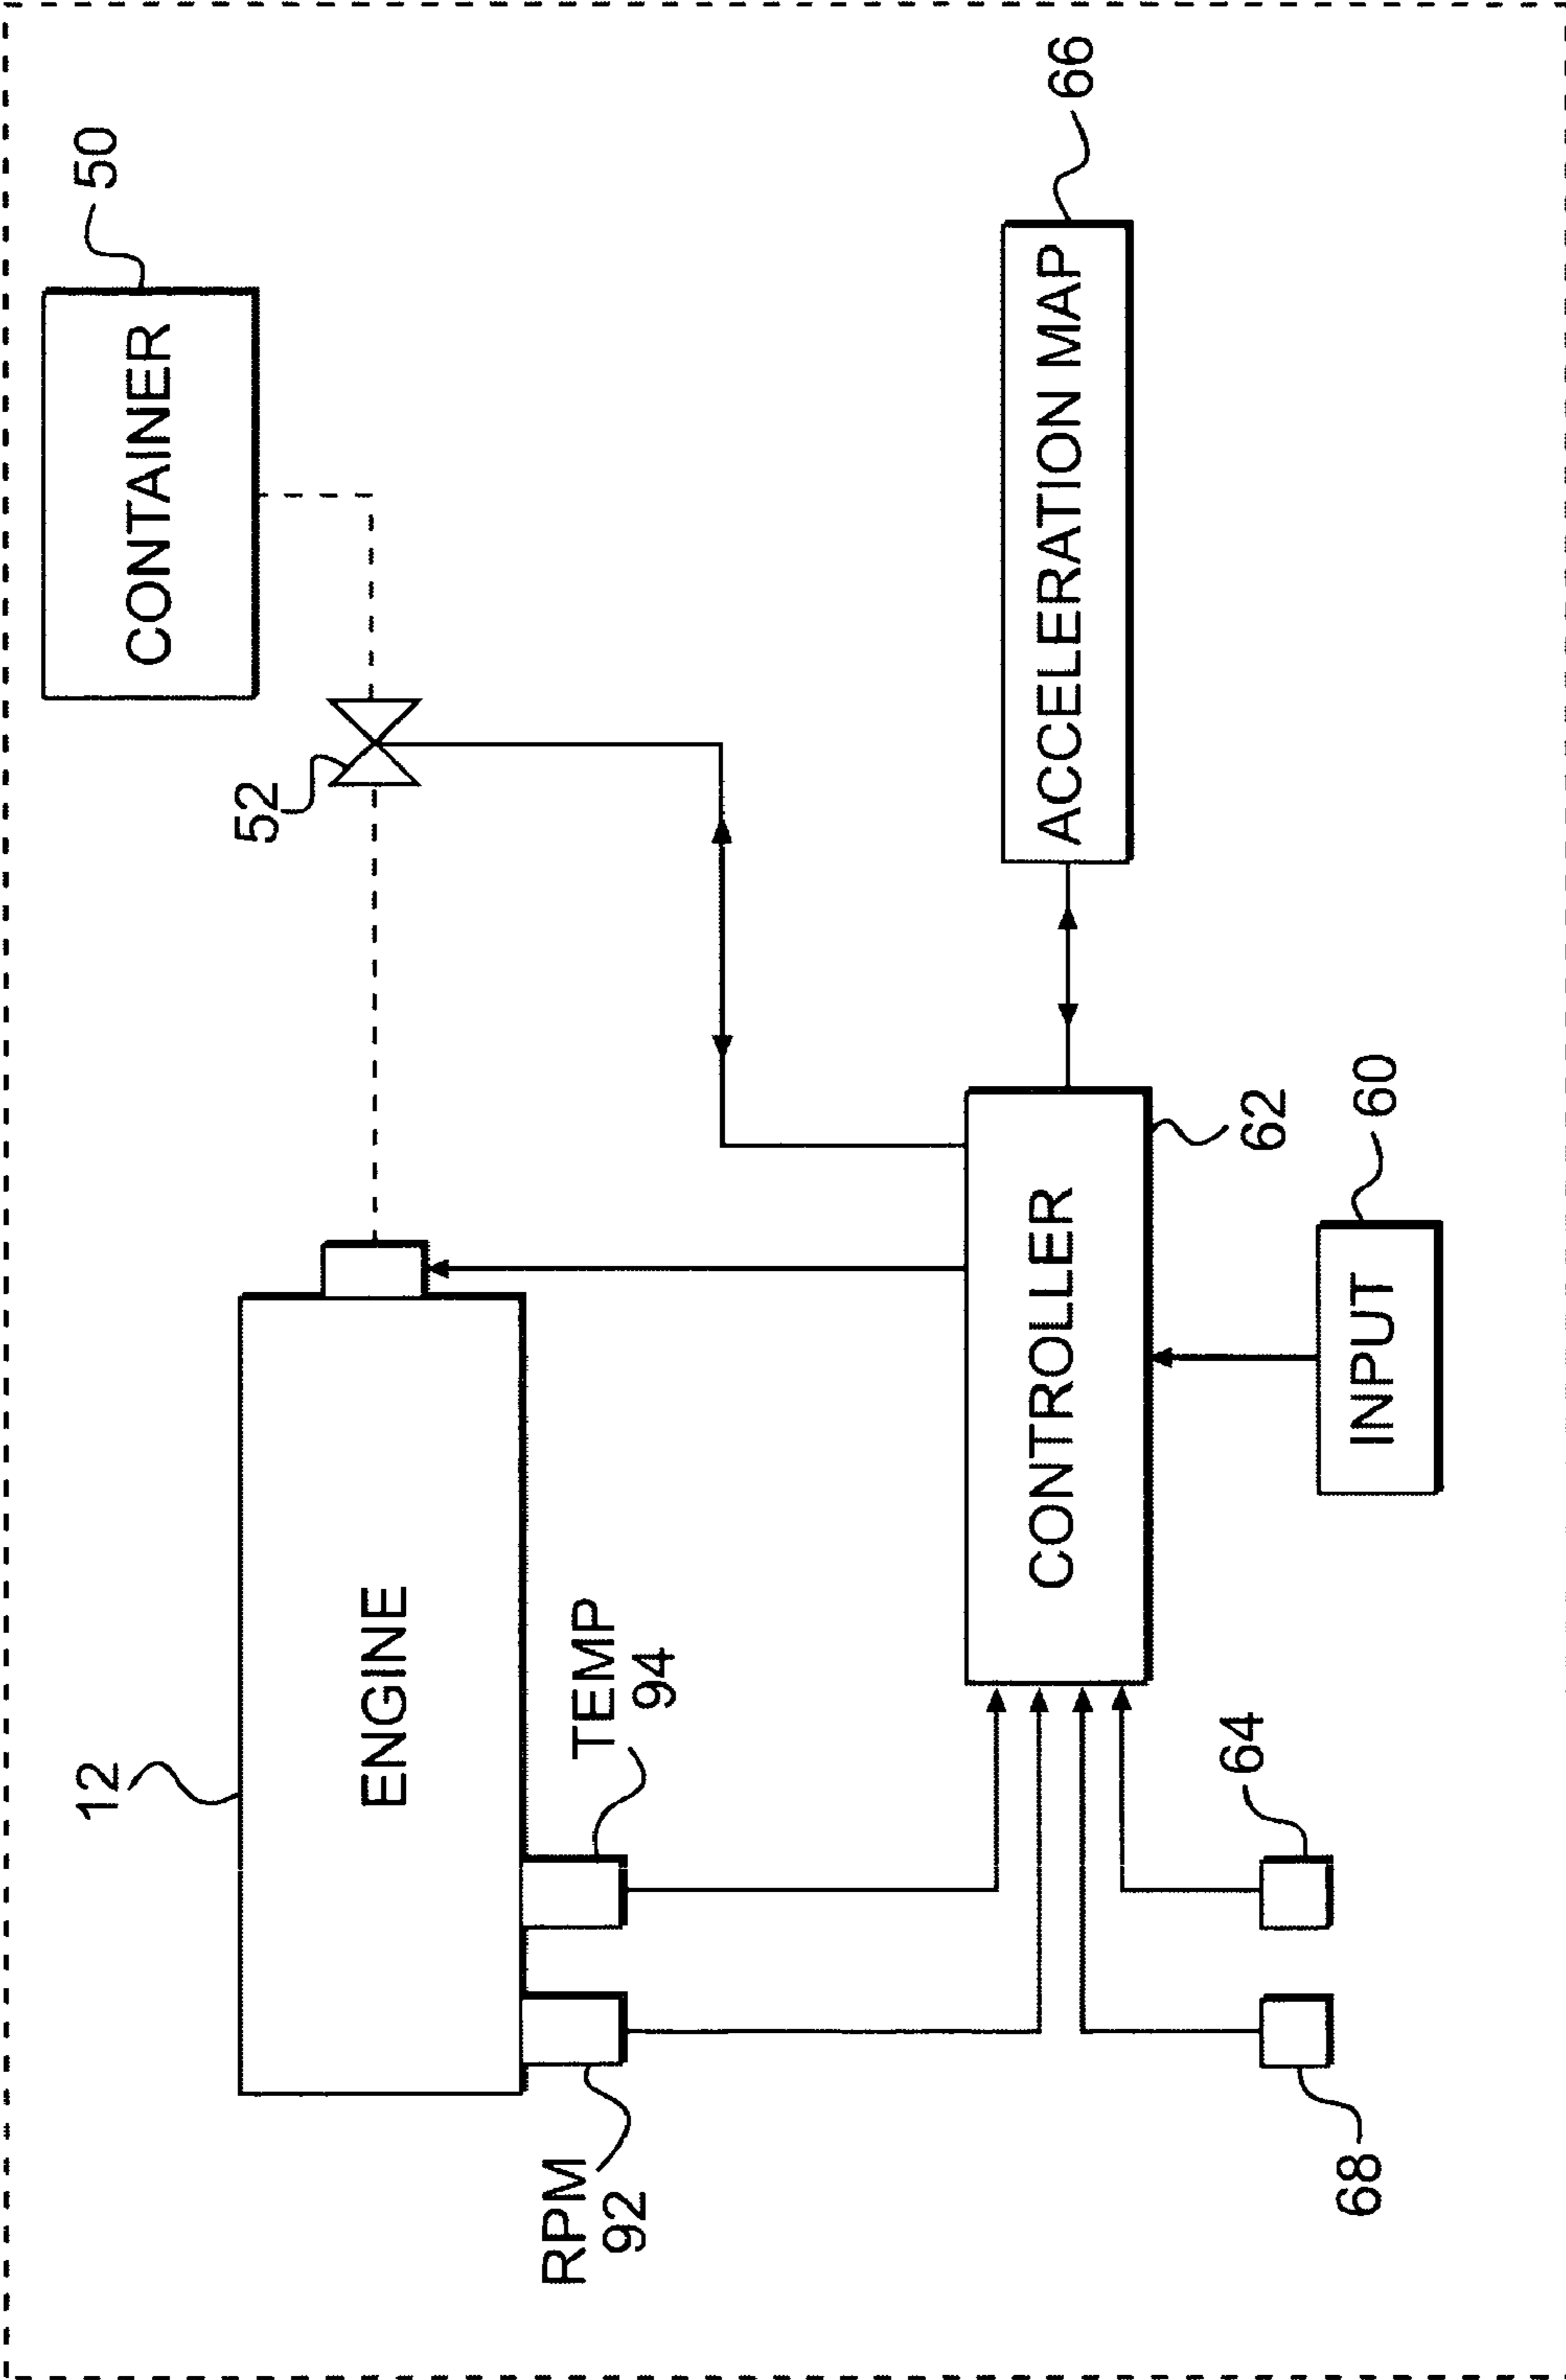 12
ENGINE
RPM
92
TEMP
94
52
CONTAINER
50
CONTROLLER
62
ACCELERATION MAP
66
INPUT
60
68
64